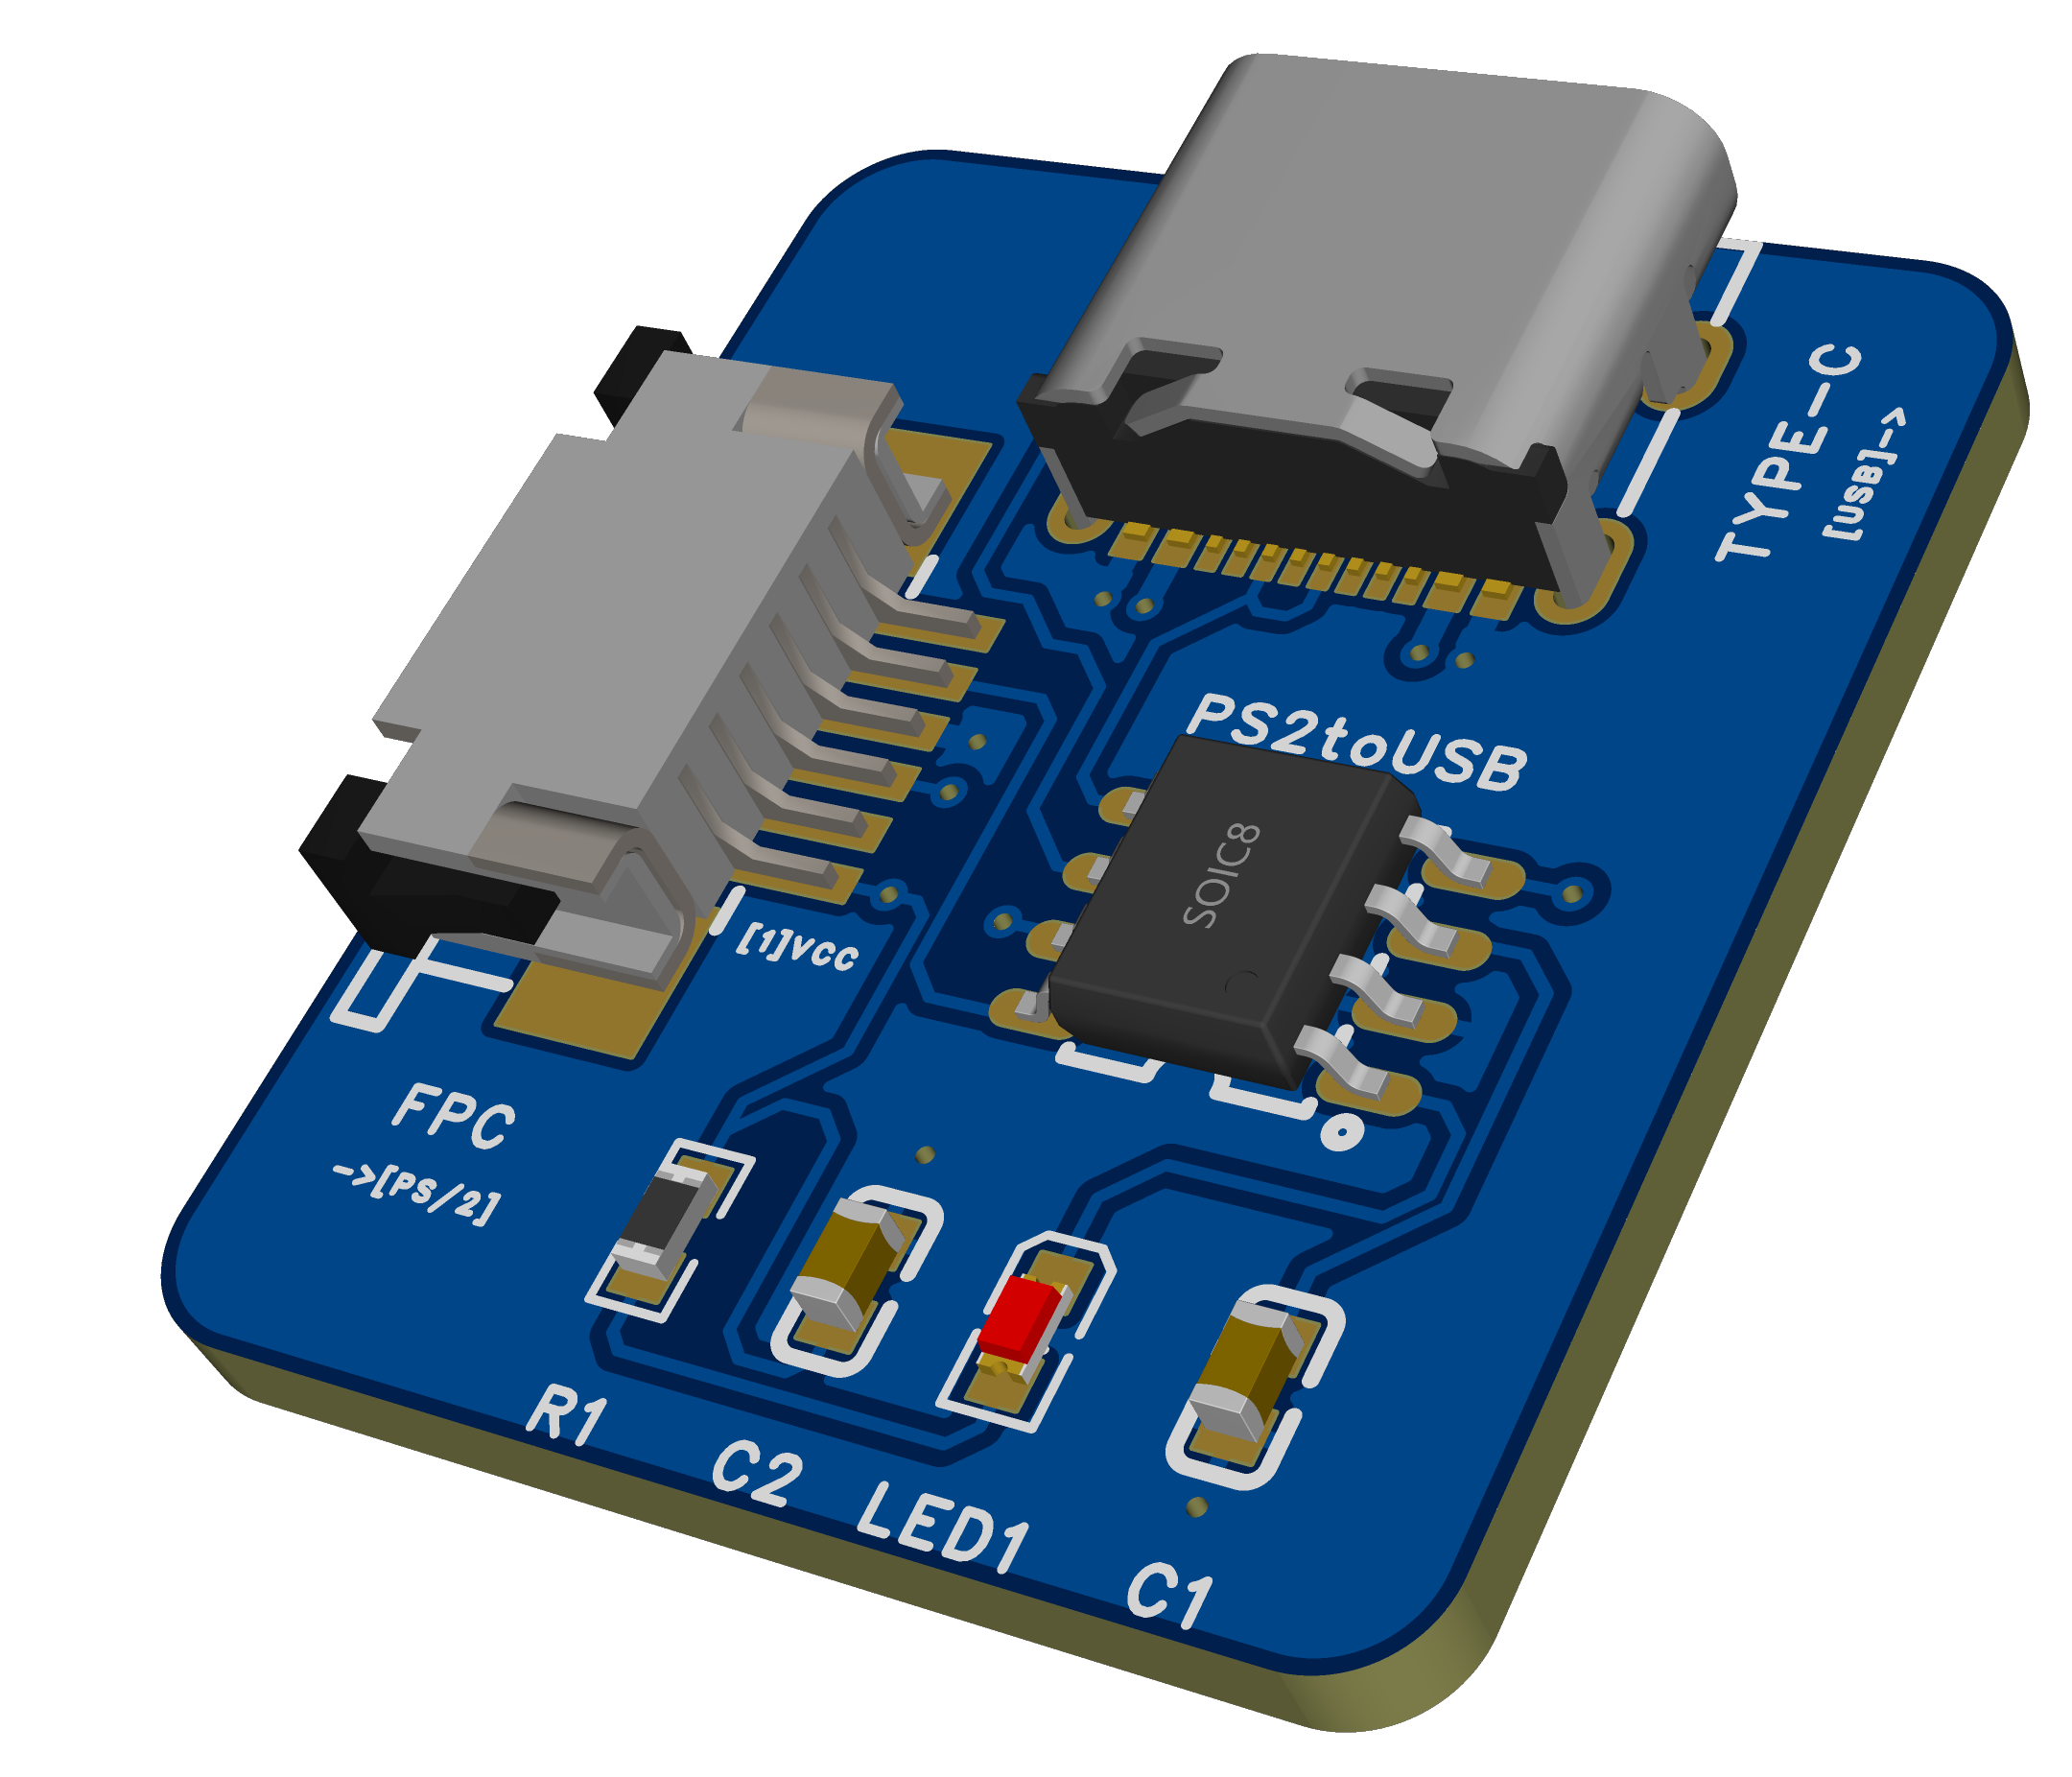 TYPE-C
[USB]->
PS2toUSB
SOIC8
[1]VCC
FPC
->[PS/2]
R1
C2
LED1
C1